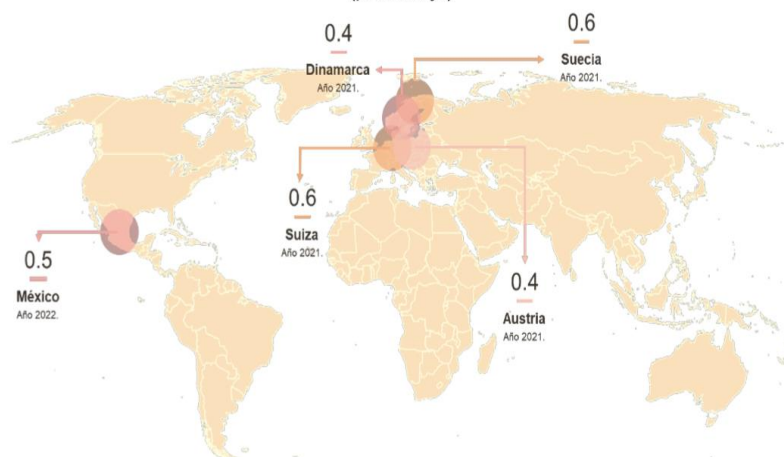 0.4
Dinamarca
Año 2021.
0.6
Suecia
Año 2021.
0.6
Suiza
Año 2021.
0.5
México
Año 2022.
0.4
Austria
Año 2021.